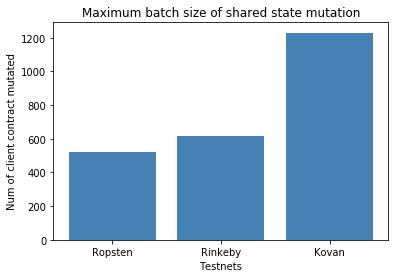 Maximum batch size of shared state mutation
Num of client contract mutated
1200
1000
800
600
400
200
0
Ropsten
Rinkeby
Kovan
Testnets